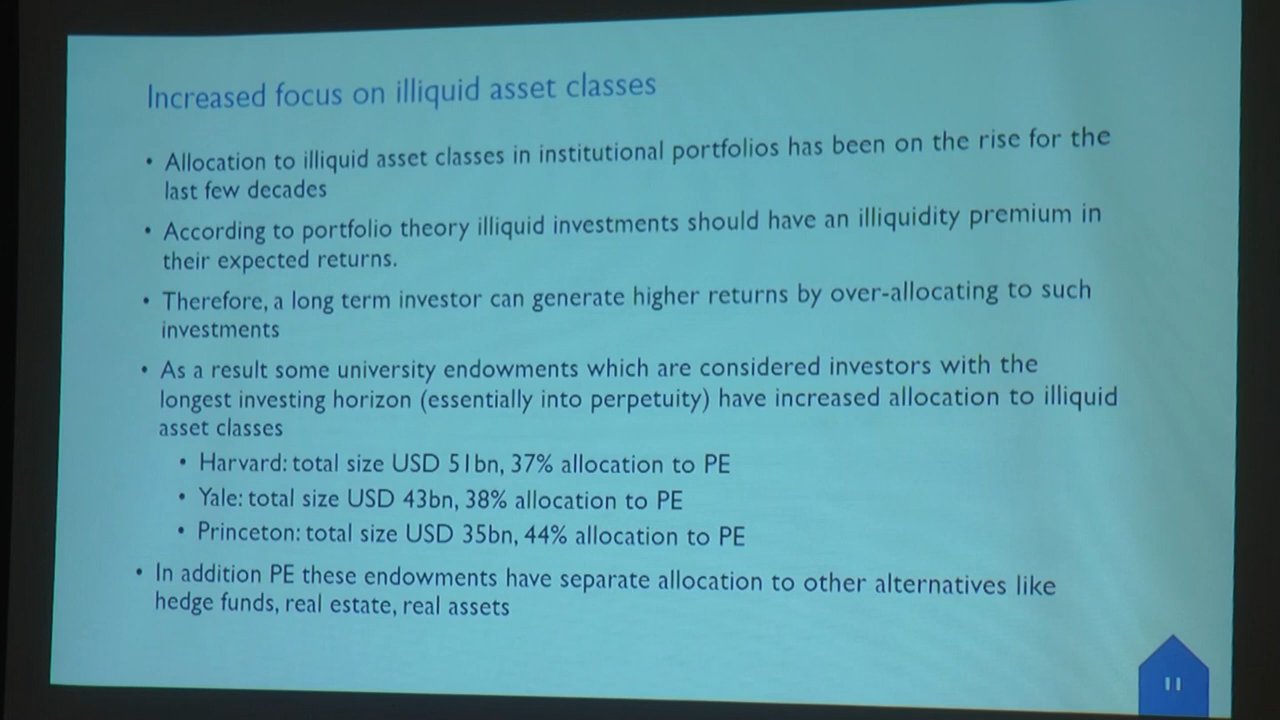 Increased focus on illiquid asset classes
• Allocation to illiquid asset classes in institutional portfolios has been on the rise for the
last few decades
• According to portfolio theory illiquid investments should have an illiquidity premium in
their expected returns.
• Therefore, a long term investor can generate higher returns by over-allocating to such
investments
• As a result some university endowments which are considered investors with the
longest investing horizon (essentially into perpetuity) have increased allocation to illiquid
asset classes
• Harvard: total size USD 51bn, 37% allocation to PE
• Yale: total size USD 43bn, 38% allocation to PE
• Princeton: total size USD 35bn, 44% allocation to PE
• In addition PE these endowments have separate allocation to other alternatives like
hedge funds, real estate, real assets
11